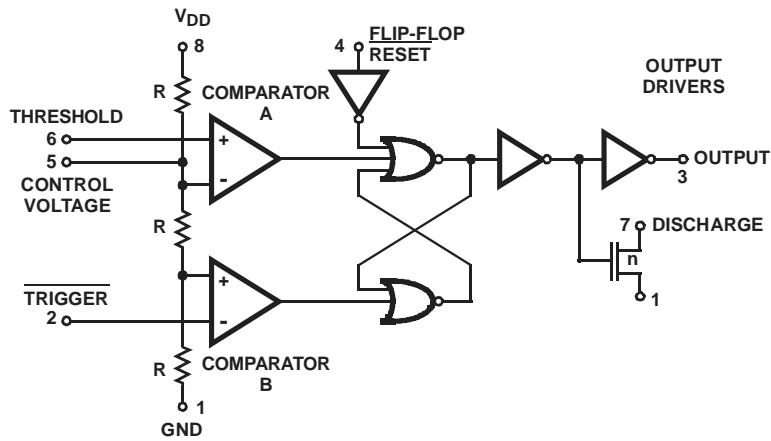 VDD
8
4
FLIP-FLOP
RESET
OUTPUT
DRIVERS
R
COMPARATOR
A
THRESHOLD
6
5
CONTROL
VOLTAGE
+
-
OUTPUT
3
R
7
DISCHARGE
n
1
TRIGGER
2
+
-
R
COMPARATOR
B
1
GND